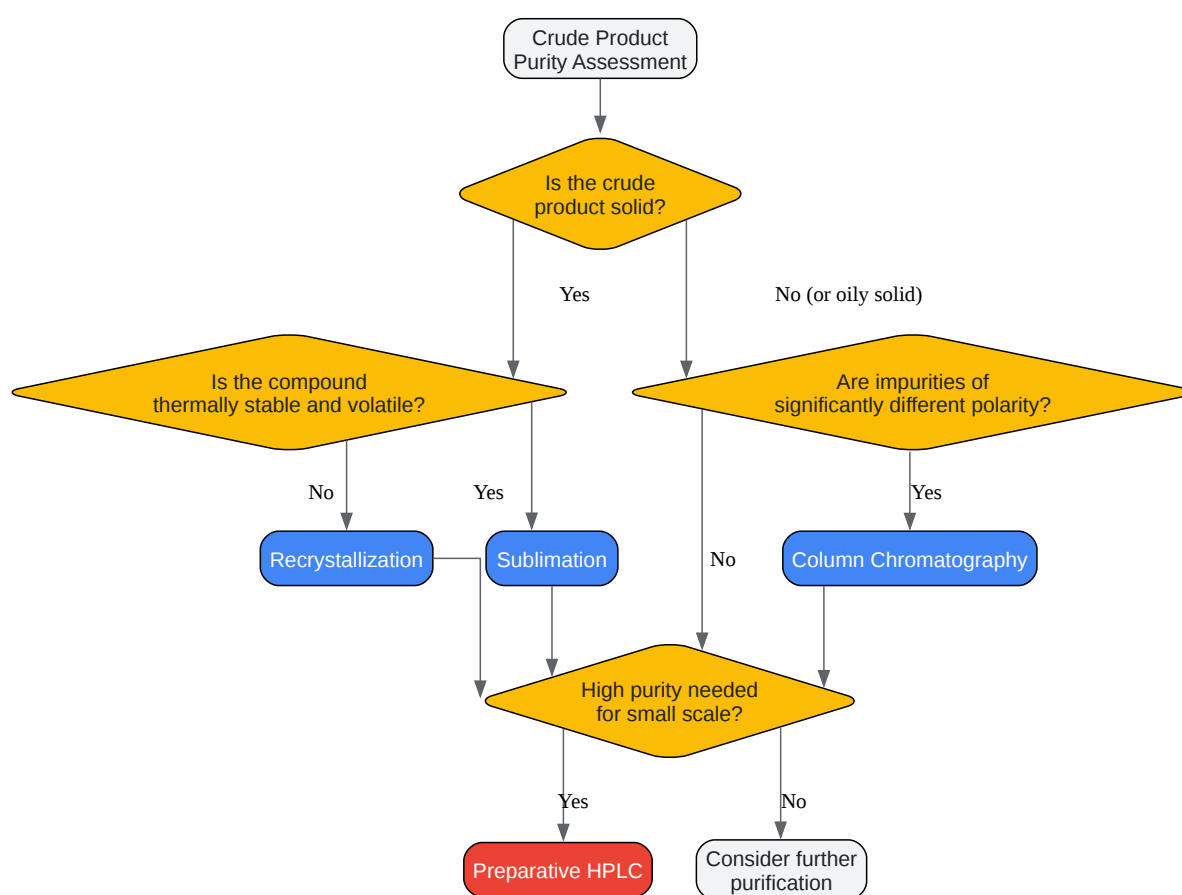 Crude Product
Purity Assessment
Is the crude
product solid?
Yes
No (or oily solid)
Is the compound
thermally stable and volatile?
Are impurities of
significantly different polarity?
No
Yes
Yes
Recrystallization
Sublimation
No
Column Chromatography
High purity needed
for small scale?
Yes
No
Preparative HPLC
Consider further
purification